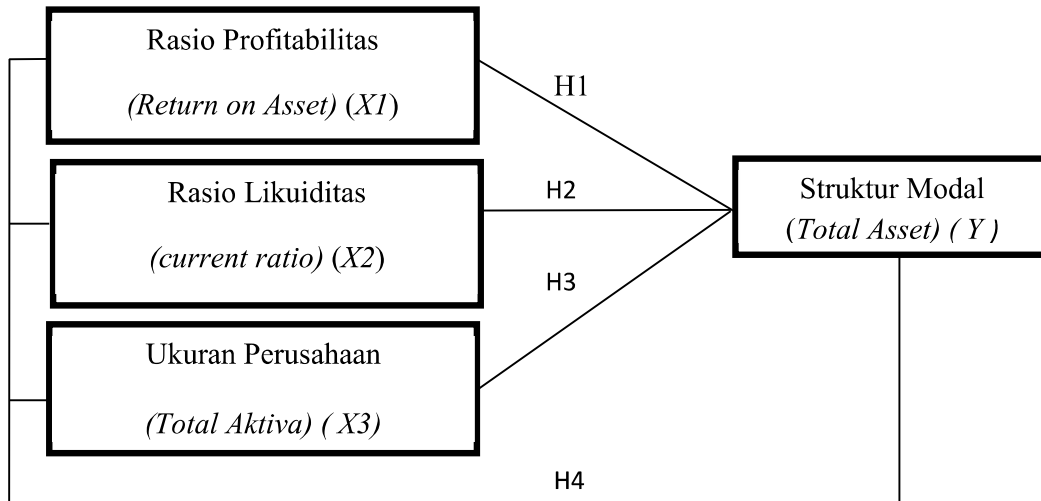 Rasio Profitabilitas
(Return on Asset) (X1)
H1
Rasio Likuiditas
(current ratio) (X2)
H2
Struktur Modal
(Total Asset) ( Y )
H3
Ukuran Perusahaan
(Total Aktiva) ( X3)
H4